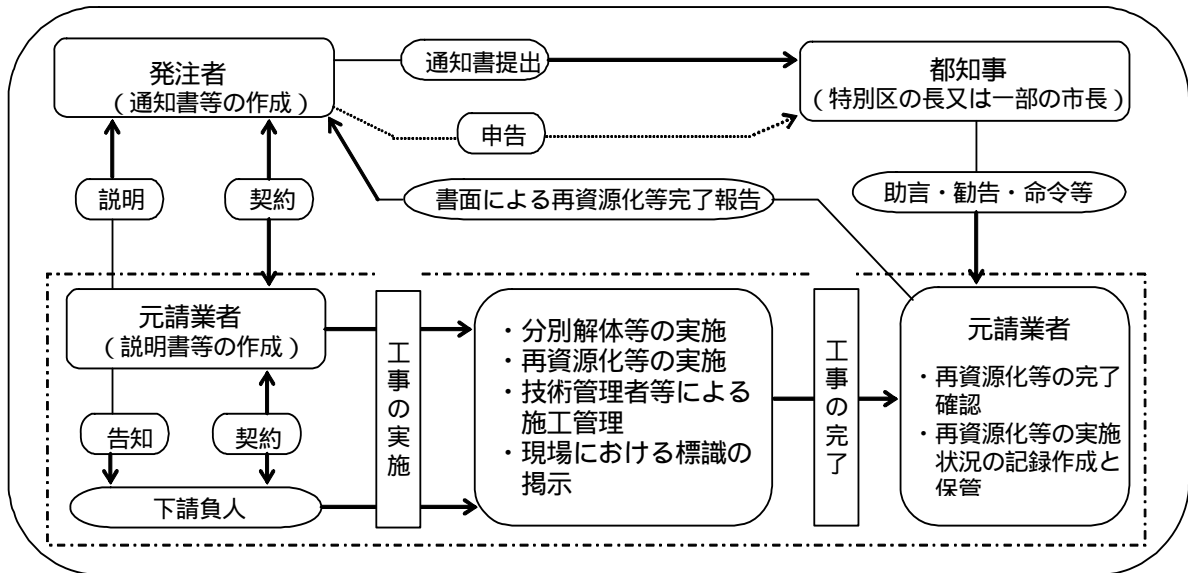 発注者
（通知書等の作成）
通知書提出
都知事
（特別区の長又は一部の市長）
申告
説明
契約
書面による再資源化等完了報告
助言・勧告・命令等
元請業者
（説明書等の作成）
告知
契約
下請負人
工事の実施
・分別解体等の実施
・再資源化等の実施
・技術管理者等による
施工管理
・現場における標識の
掲示
工事の完了
元請業者
・再資源化等の完了
確認
・再資源化等の実施
状況の記録作成と
保管